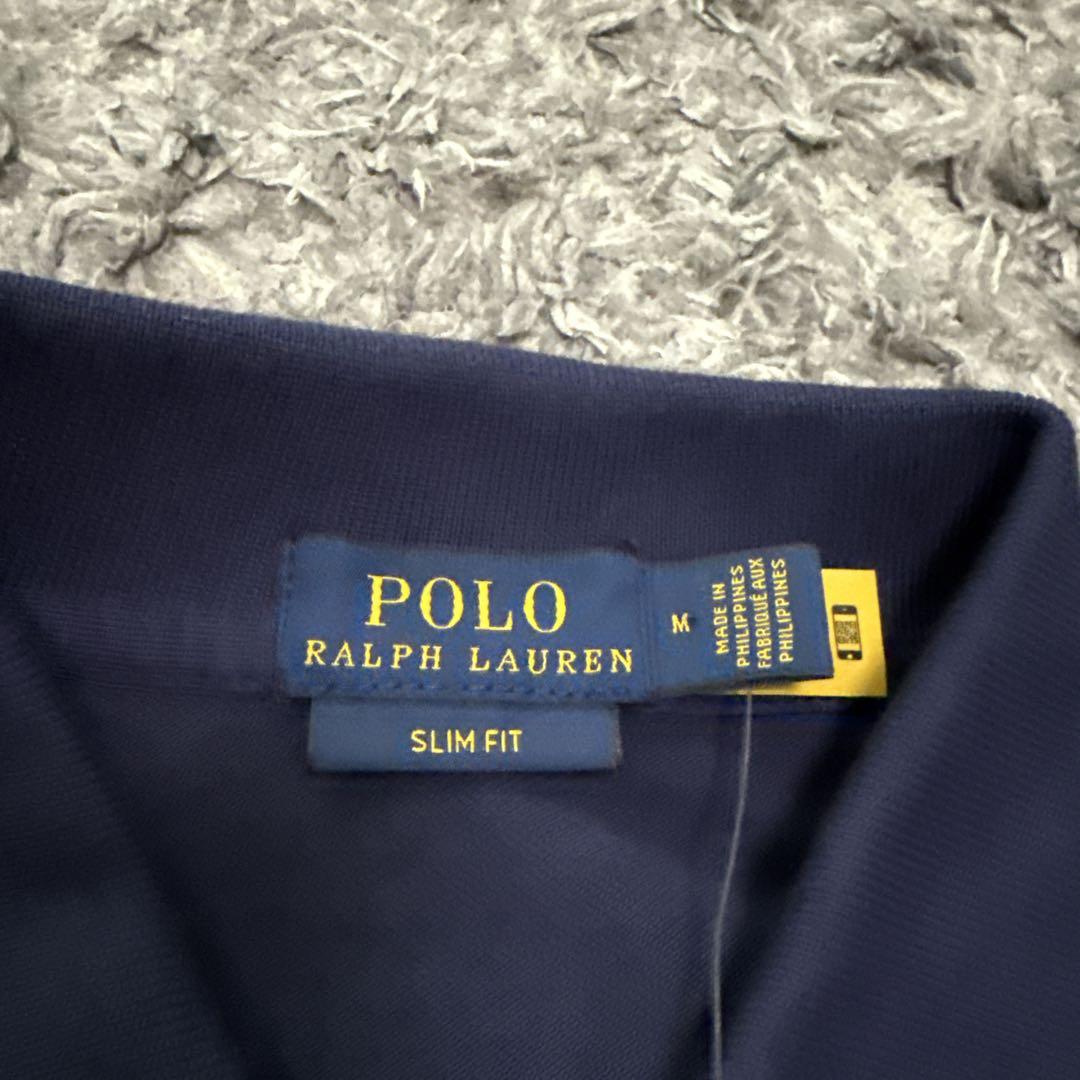 POLO
RALPH LAUREN
SLIM FIT
M
MADE IN
PHILIPPINES
FABRIQUÉ AUX
PHILIPPINES